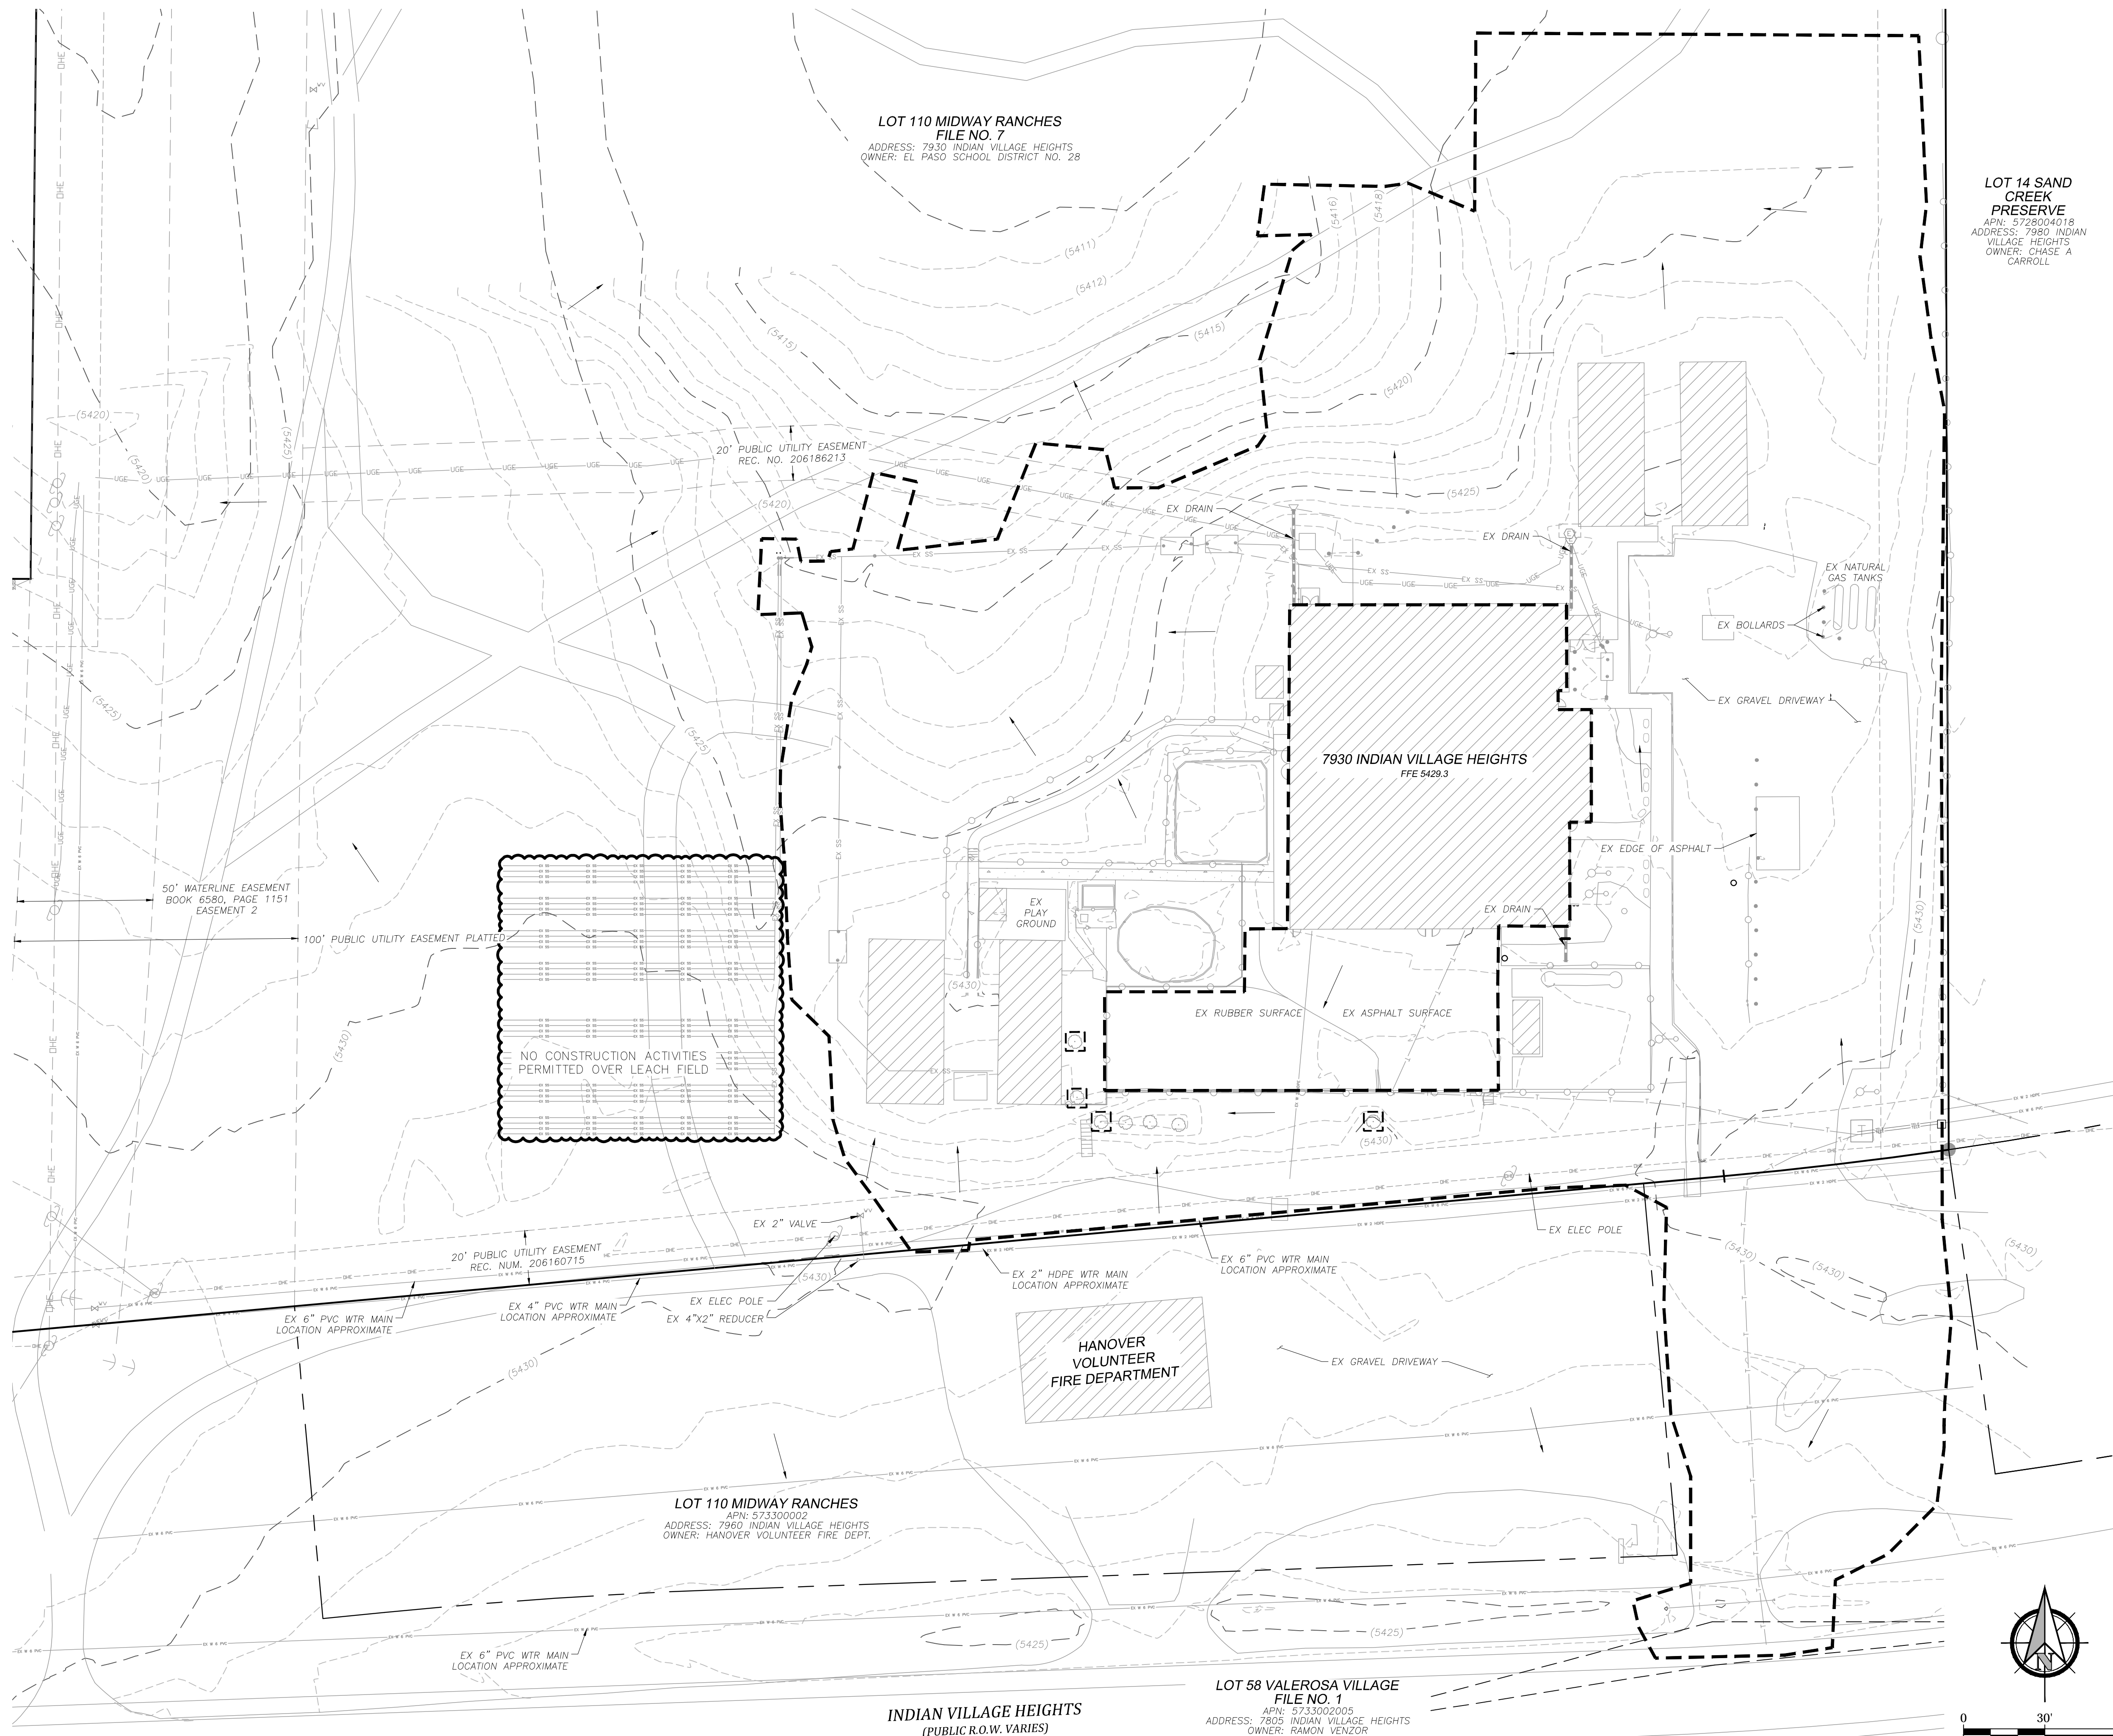 LOT 110 MIDWAY RANCHES
FILE NO. 7
ADDRESS: 7930 INDIAN VILLAGE HEIGHTS
OWNER: EL PASO SCHOOL DISTRICT NO. 28
LOT 14 SAND
CREEK
PRESERVE
APN: 5728004018
ADDRESS: 7980 INDIAN
VILLAGE HEIGHTS
OWNER: CHASE A
CARROLL
(5416)
(5418)
(5411)
(5412)
(5415)
(5415)
(5420)
(5420)
(5420)
(5425)
20' PUBLIC UTILITY EASEMENT
REC. NO. 206186213
(5420)
(5425)
EX DRAIN
EX DRAIN
EX NATURAL
GAS TANKS
EX BOLLARDS
EX GRAVEL DRIVEWAY
(5425)
(5425)
7930 INDIAN VILLAGE HEIGHTS
FFE 5429.3
EX EDGE OF ASPHALT
50' WATERLINE EASEMENT
BOOK 6580, PAGE 1151
EASEMENT 2
100' PUBLIC UTILITY EASEMENT PLATTED
EX
PLAY
GROUND
EX DRAIN
(5430)
(5430)
(5430)
EX RUBBER SURFACE
EX ASPHALT SURFACE
NO CONSTRUCTION ACTIVITIES
PERMITTED OVER LEACH FIELD
(5430)
EX 2" VALVE
EX ELEC POLE
20' PUBLIC UTILITY EASEMENT
REC. NUM. 206160715
EX 6" PVC WTR MAIN
LOCATION APPROXIMATE
EX 2" HDPE WTR MAIN
LOCATION APPROXIMATE
(5430)
(5430)
(5430)
(5430)
EX ELEC POLE
EX 4" PVC WTR MAIN
LOCATION APPROXIMATE
EX 4"X2" REDUCER
EX 6" PVC WTR MAIN
LOCATION APPROXIMATE
HANOVER
VOLUNTEER
FIRE DEPARTMENT
EX GRAVEL DRIVEWAY
(5430)
LOT 110 MIDWAY RANCHES
APN: 573300002
ADDRESS: 7960 INDIAN VILLAGE HEIGHTS
OWNER: HANOVER VOLUNTEER FIRE DEPT.
(5425)
(5425)
EX 6" PVC WTR MAIN
LOCATION APPROXIMATE
INDIAN VILLAGE HEIGHTS
(PUBLIC R.O.W. VARIES)
LOT 58 VALEROSA VILLAGE
FILE NO. 1
APN: 5733002005
ADDRESS: 7805 INDIAN VILLAGE HEIGHTS
OWNER: RAMON VENZOR
N
0 30'